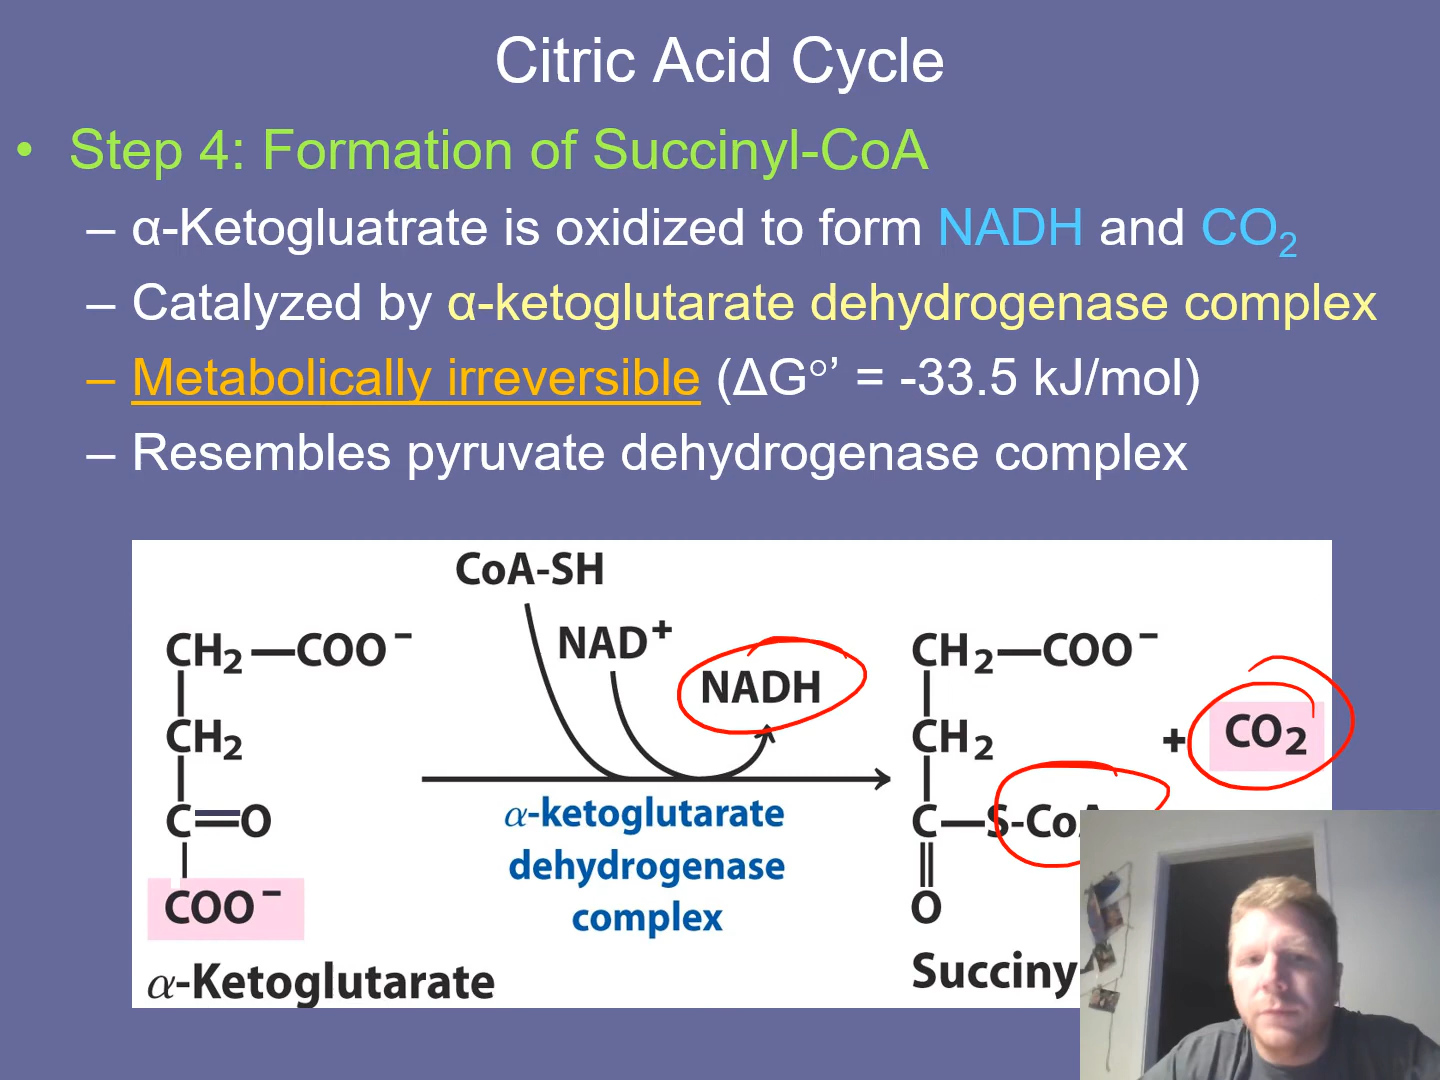 Citric Acid Cycle
• Step 4: Formation of Succinyl-CoA
– α-Ketogluatrate is oxidized to form NADH and CO₂
– Catalyzed by α-ketoglutarate dehydrogenase complex
– Metabolically irreversible (ΔG°’ = -33.5 kJ/mol)
– Resembles pyruvate dehydrogenase complex
CoA-SH
NAD⁺
NADH
CH₂—COO⁻
CH₂
C=O
COO⁻
α-Ketoglutarate
α-ketoglutarate
dehydrogenase
complex
CH₂—COO⁻
CH₂
C—S-CoA
O
+ CO₂
Succiny